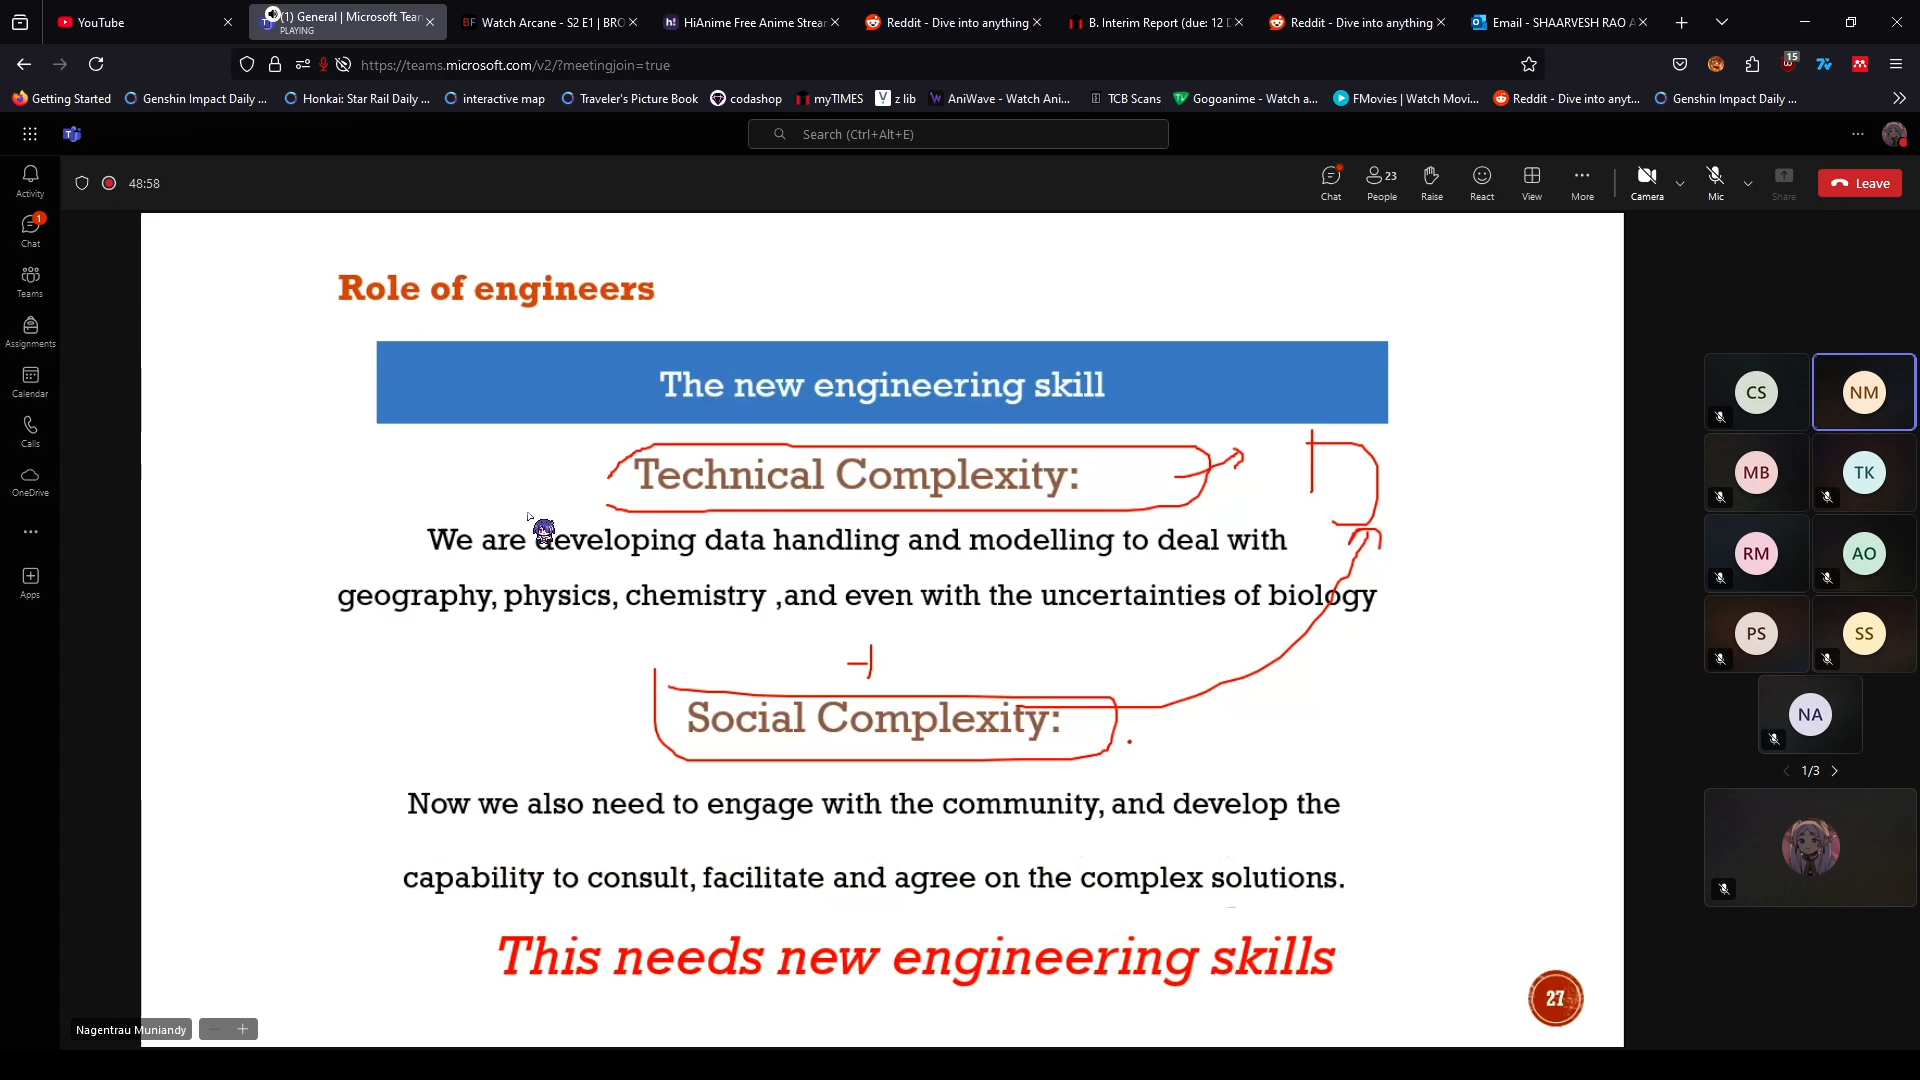 YouTube
(1) General | Microsoft Team
PLAYING
Watch Arcane - S2 E1 | BRO
HiAnime Free Anime Strea
Reddit - Dive into anything
B. Interim Report (due: 12 D
Reddit - Dive into anything
Email - SHAARVESH RAO A
https://teams.microsoft.com/v2/?meetingjoin=true
15
Getting Started
Genshin Impact Daily ...
Honkai: Star Rail Daily ...
interactive map
Traveler's Picture Book
codashop
myTIMES
z lib
AniWave - Watch Ani...
TCB Scans
Gogoanime - Watch a...
FMovies | Watch Movi...
Reddit - Dive into anyt...
Genshin Impact Daily ...
Search (Ctrl+Alt+E)
48:58
Chat
23
People
Raise
React
View
More
Camera
Mic
Share
Leave
Activity
1
Chat
Teams
Assignments
Calendar
Calls
OneDrive
Apps
Role of engineers
The new engineering skill
Technical Complexity:
We are developing data handling and modelling to deal with
geography, physics, chemistry ,and even with the uncertainties of biology
Social Complexity:
Now we also need to engage with the community, and develop the
capability to consult, facilitate and agree on the complex solutions.
This needs new engineering skills
27
Nagentrau Muniandy
CS
NM
MB
TK
RM
AO
PS
SS
NA
1/3